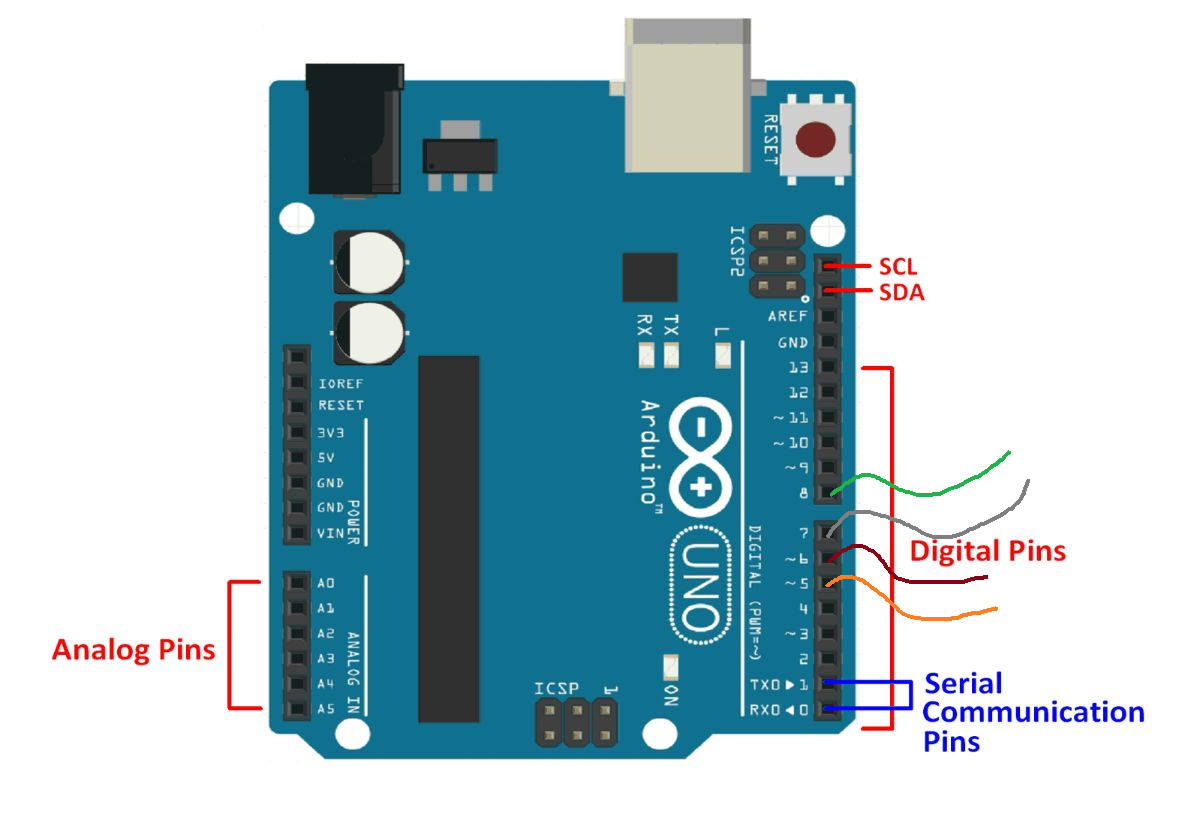 RESET
ICSP2
SCL
SDA
AREF
GND
RX
TX
L
13
12
~11
~10
~9
8
IOREF
RESET
3V3
5V
GND
GND
VIN
POWER
Arduino™
UNO
DIGITAL (PWM=~)
7
~6
~5
4
~3
2
TX0▶1
RX0◀0
Digital Pins
A0
A1
A2
A3
A4
A5
ANALOG IN
Analog Pins
ON
ICSP
1
Serial
Communication
Pins